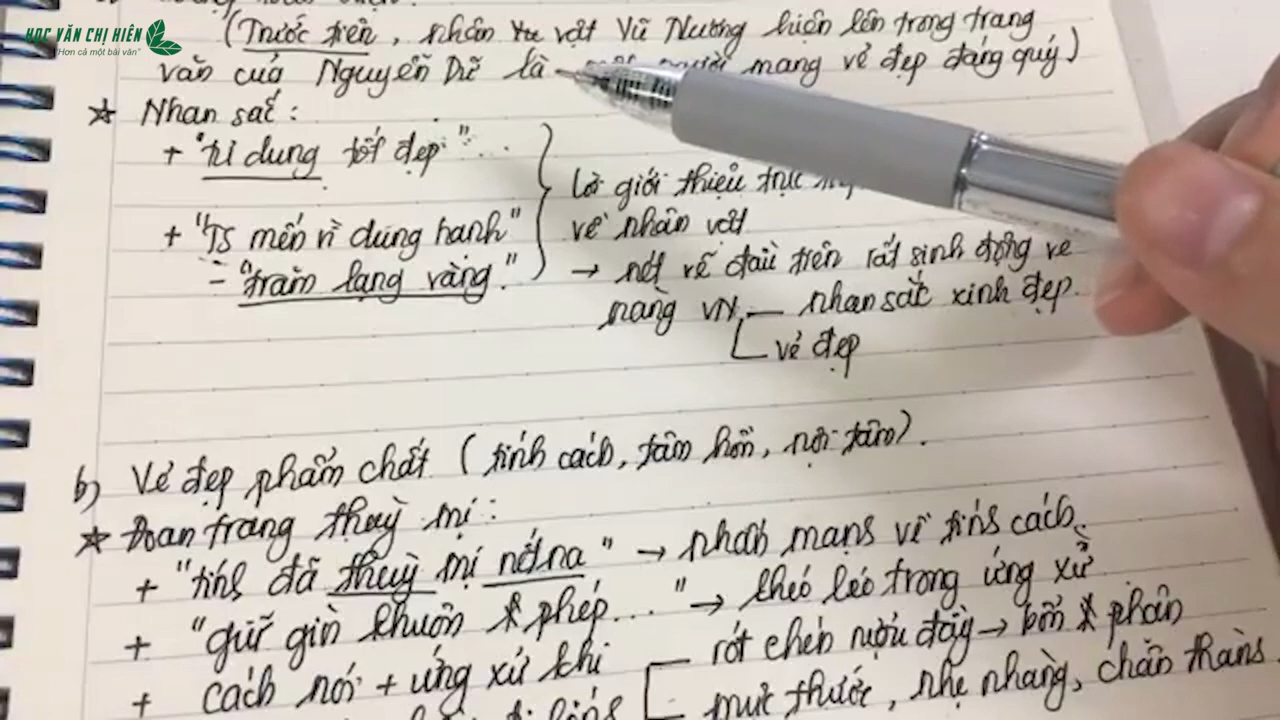 HỌC VĂN CHỊ HIÊN
"Hơn cả một bài văn"
(Trước tiên, nhân vật Vũ Nương hiện lên trong trang
văn của Nguyễn Dữ là người mang vẻ đẹp đáng quý)
☆ Nhan sắc:
+ "tư dung tốt đẹp"...
+ "TS mến vì dung hạnh"
- "trăm lạng vàng."
lời giới thiệu trực
về nhân vật
→ nét vẽ đầu tiên rất sinh động về
nàng VN — nhan sắc xinh đẹp.
vẻ đẹp
b) Vẻ đẹp phẩm chất (tính cách, tâm hồn, nội tâm).
☆ Đoan trang thuỳ mị:
+ "tính đã thuỳ mị nết na" → nhấn mạnh về tính cách.
+ "giữ gìn khuôn phép..." → khéo léo trong ứng xử
+ cách nói + ứng xử khi
rót chén rượu đầy → bổn phận
mực thước, nhẹ nhàng, chân thành.